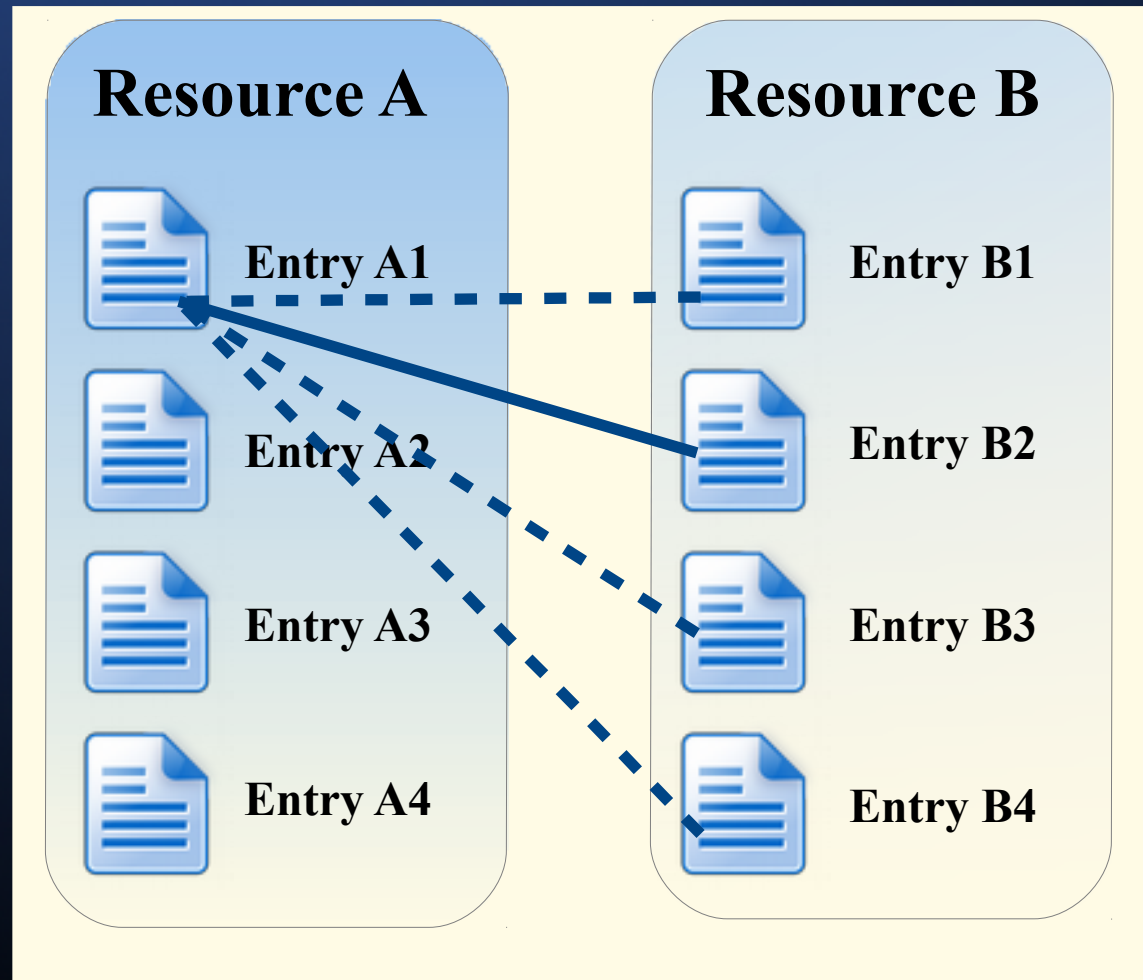 Resource A
Entry A1
Entry A2
Entry A3
Entry A4
Resource B
Entry B1
Entry B2
Entry B3
Entry B4